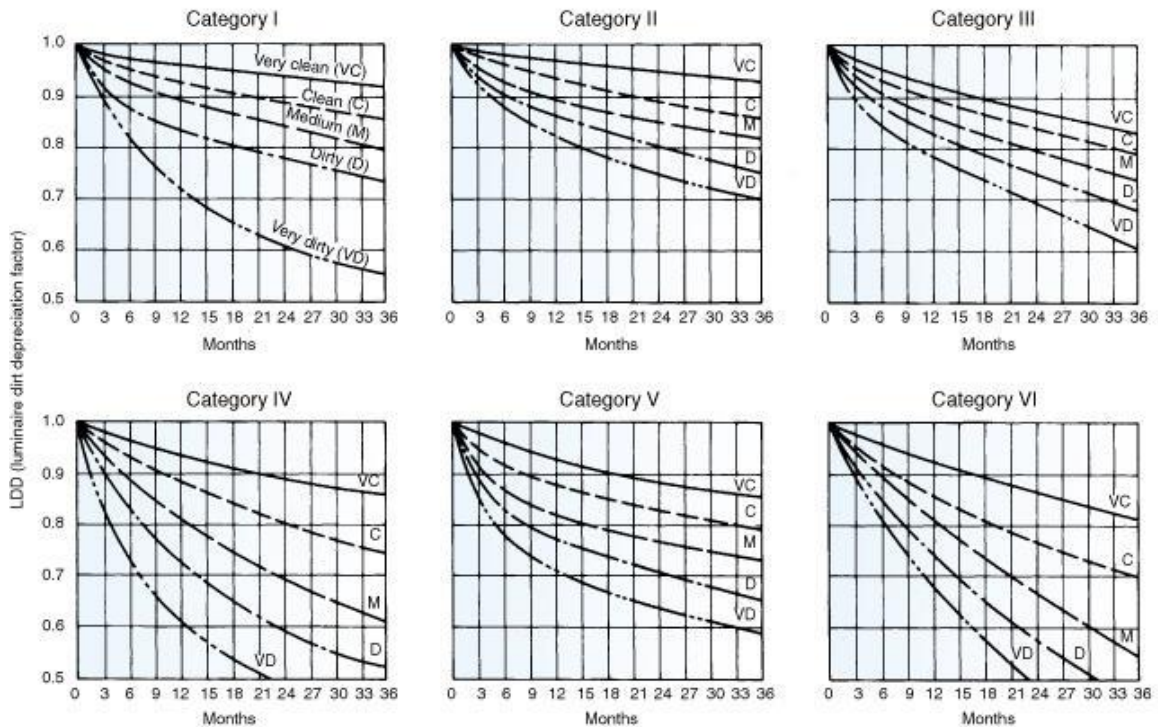 Category I
Category II
Category III
1.0
0.9
0.8
0.7
0.6
0.5
Very clean (VC)
Clean (C)
Medium (M)
Dirty (D)
Very dirty (VD)
VC
C
M
D
VD
VC
C
M
D
VD
0 3 6 9 12 15 18 21 24 27 30 33 36
0 3 6 9 12 15 18 21 24 27 30 33 36
0 3 6 9 12 15 18 21 24 27 30 33 36
Months
Months
Months
LDD (luminaire dirt depreciation factor)
Category IV
Category V
Category VI
1.0
0.9
0.8
0.7
0.6
0.5
VC
C
M
D
VD
VC
C
M
D
VD
VC
C
M
D
VD
0 3 6 9 12 15 18 21 24 27 30 33 36
0 3 6 9 12 15 18 21 24 27 30 33 36
0 3 6 9 12 15 18 21 24 27 30 33 36
Months
Months
Months